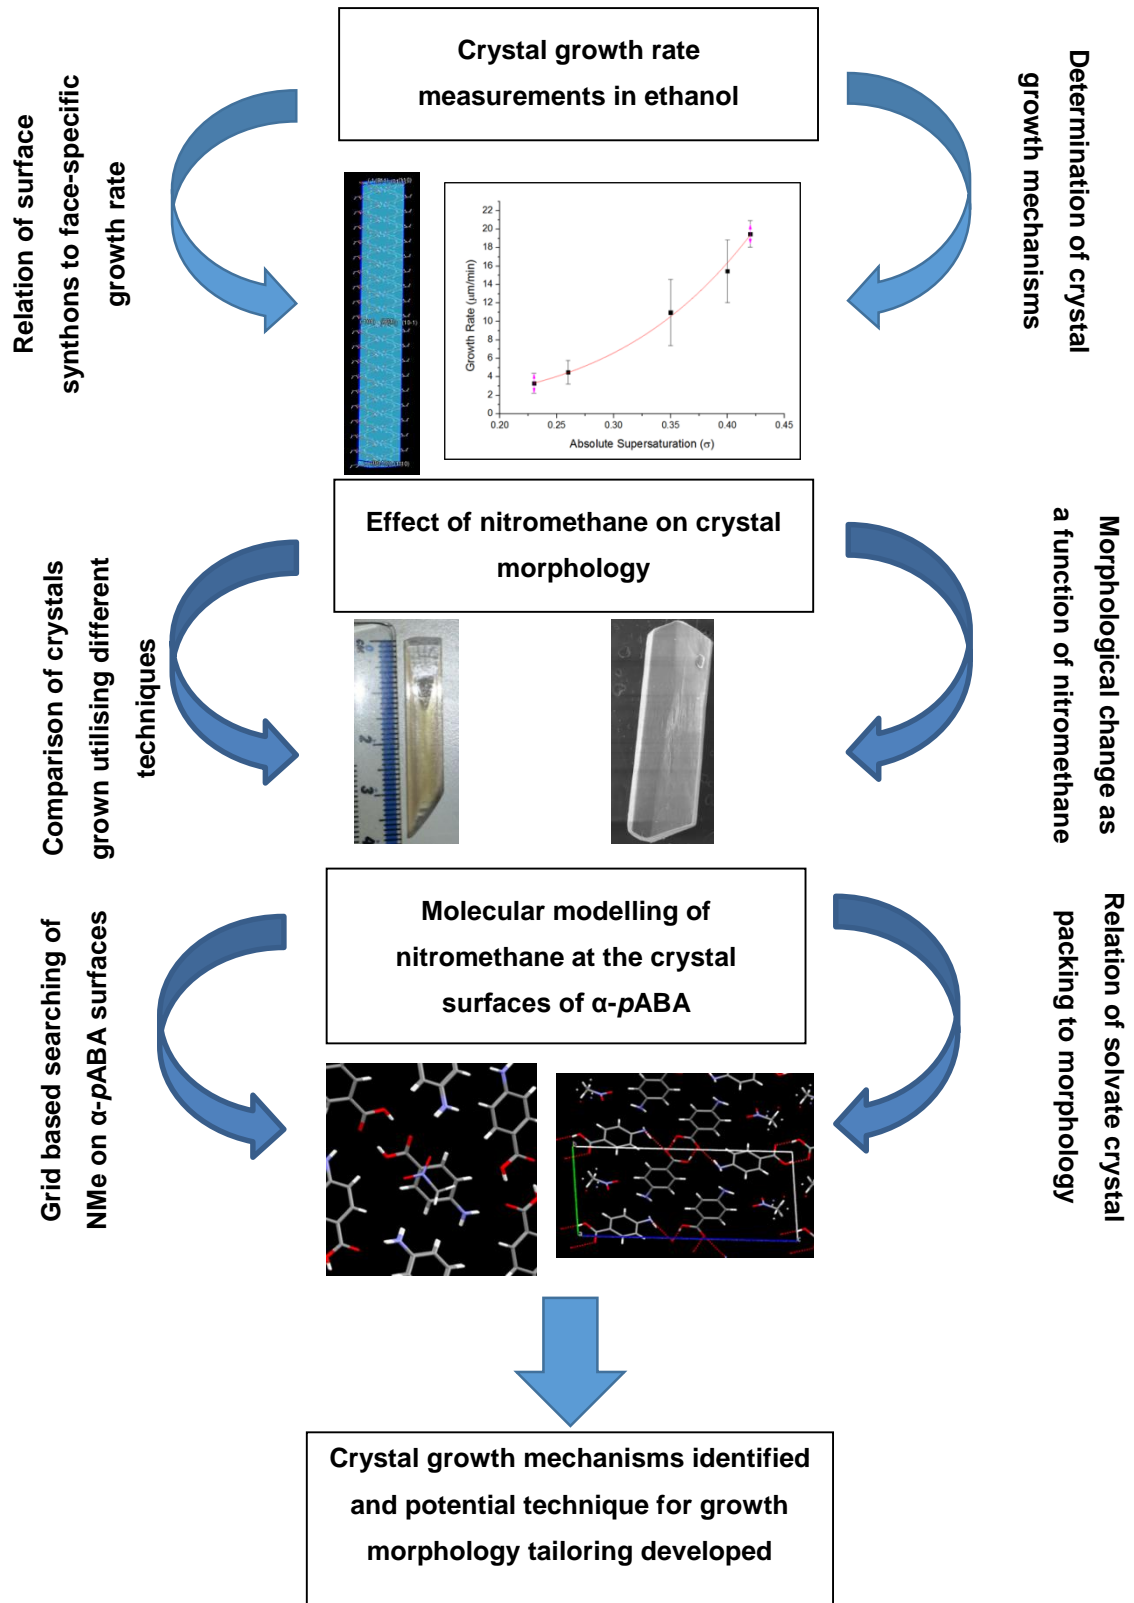 Crystal growth rate
measurements in ethanol
Relation of surface
synthons to face-specific
growth rate
Determination of crystal
growth mechanisms
22
20
18
16
14
12
10
8
6
4
2
0
Growth Rate (μm/min)
0.20
0.25
0.30
0.35
0.40
0.45
Absolute Supersaturation (σ)
Effect of nitromethane on crystal
morphology
Comparison of crystals
grown utilising different
techniques
Morphological change as
a function of nitromethane
2
3
Molecular modelling of
nitromethane at the crystal
surfaces of α-pABA
Grid based searching of
NMe on α-pABA surfaces
Relation of solvate crystal
packing to morphology
Crystal growth mechanisms identified
and potential technique for growth
morphology tailoring developed